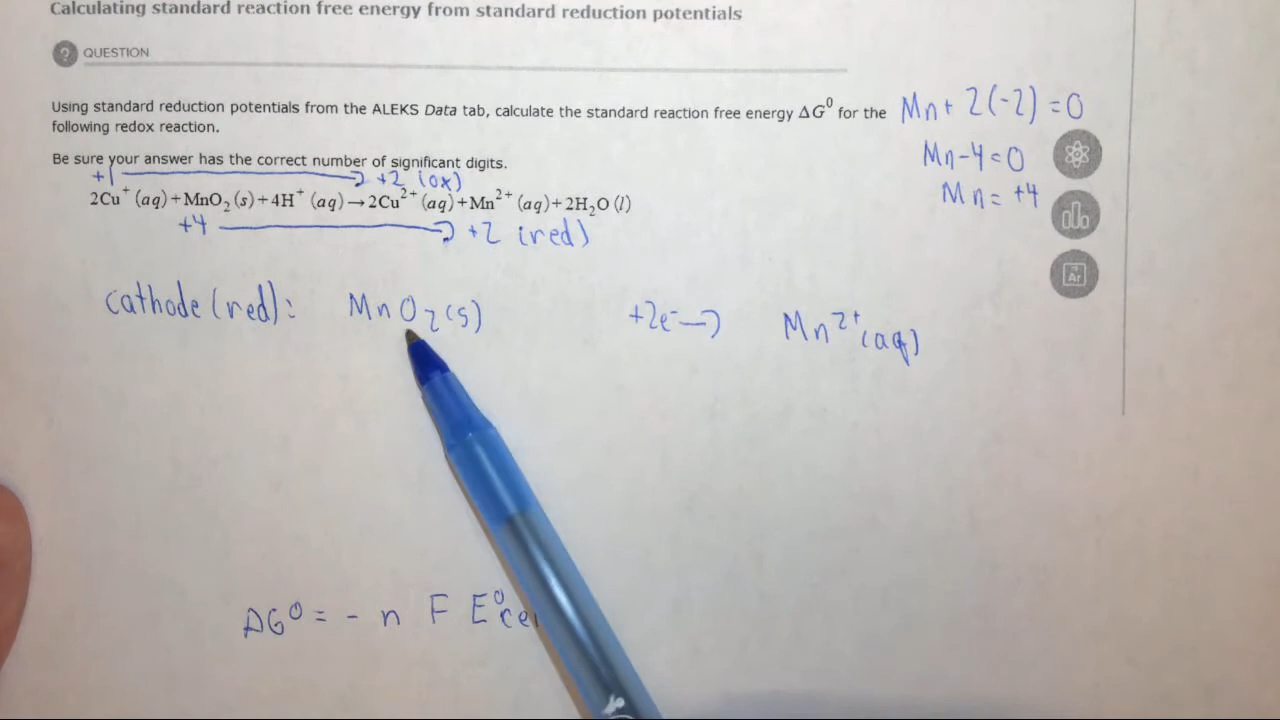 Calculating standard reaction free energy from standard reduction potentials
? QUESTION
Using standard reduction potentials from the ALEKS Data tab, calculate the standard reaction free energy ΔG⁰ for the
following redox reaction.
Mn + 2(-2) = 0
Mn-4=0
Mn = +4
Be sure your answer has the correct number of significant digits.
+1 → +2 (ox)
2Cu⁺ (aq) + MnO₂ (s) + 4H⁺ (aq) → 2Cu²⁺ (aq) + Mn²⁺ (aq) + 2H₂O (l)
+4 → +2 (red)
Ar
cathode (red): MnO₂(s) +2e⁻ → Mn²⁺(aq)
ΔG⁰ = - n F E⁰